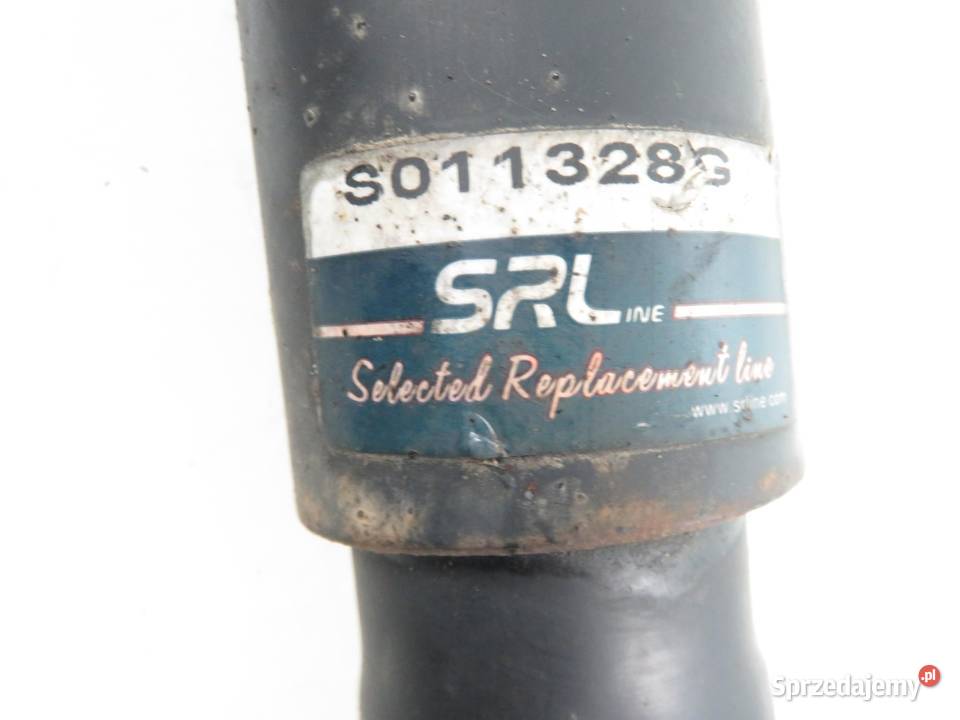 S011328G
SRLINE
Selected Replacement line
www.srline.com
Sprzedajemy.pl